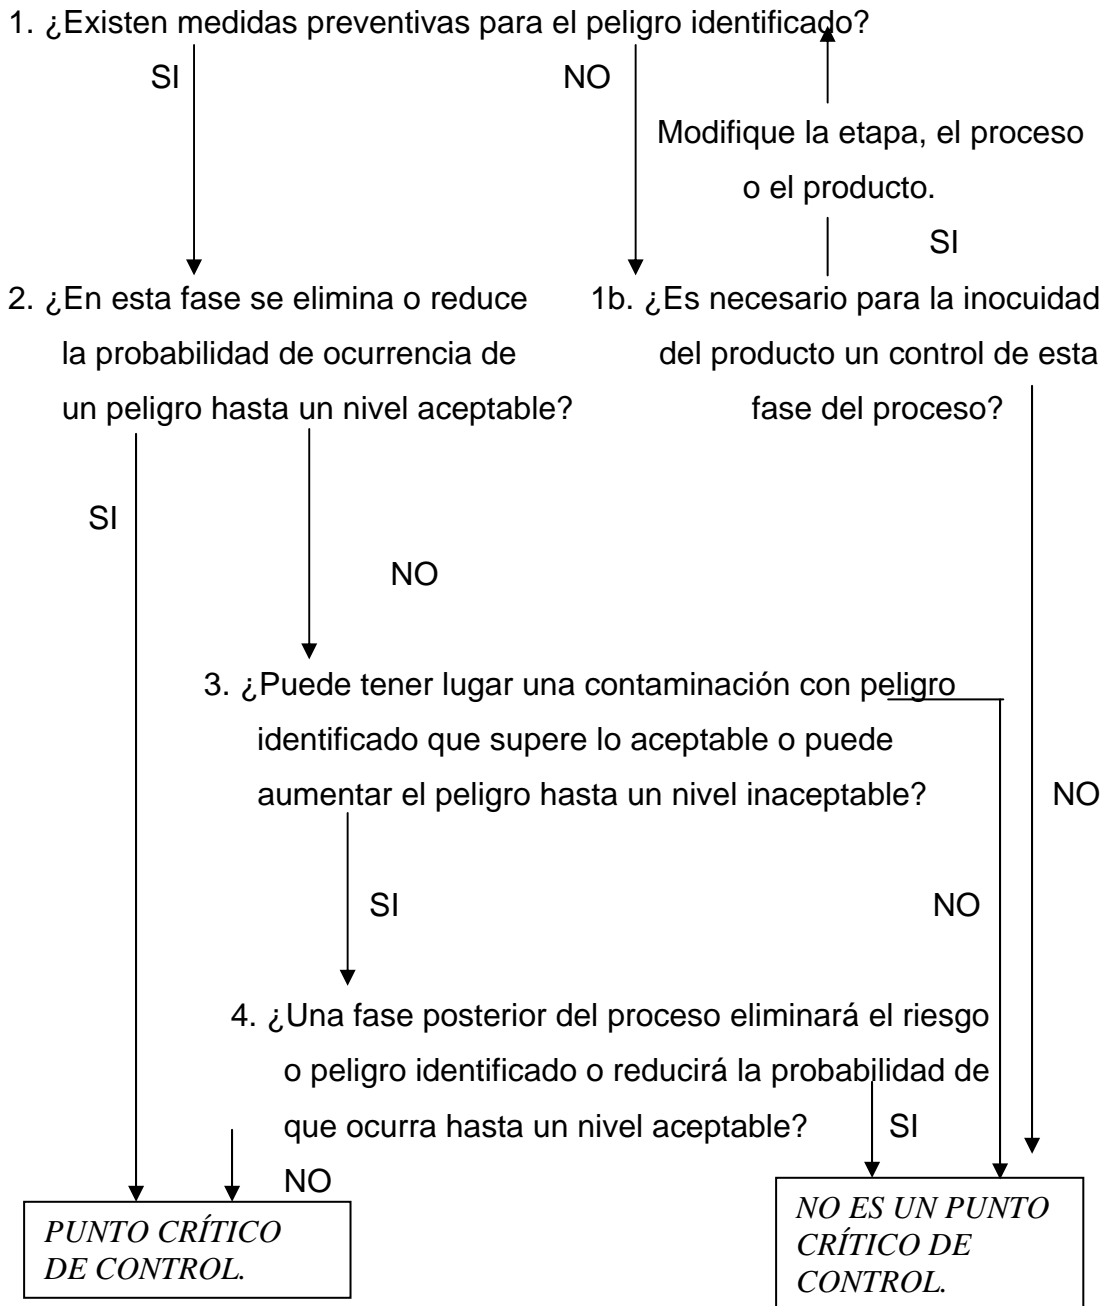 1. ¿Existen medidas preventivas para el peligro identificado?
SI
NO
Modifique la etapa, el proceso
o el producto.
SI
2. ¿En esta fase se elimina o reduce
la probabilidad de ocurrencia de
un peligro hasta un nivel aceptable?
1b. ¿Es necesario para la inocuidad
del producto un control de esta
fase del proceso?
SI
NO
3. ¿Puede tener lugar una contaminación con peligro
identificado que supere lo aceptable o puede
aumentar el peligro hasta un nivel inaceptable?
NO
SI
NO
4. ¿Una fase posterior del proceso eliminará el riesgo
o peligro identificado o reducirá la probabilidad de
que ocurra hasta un nivel aceptable?
SI
NO
PUNTO CRÍTICO
DE CONTROL.
NO ES UN PUNTO
CRÍTICO DE
CONTROL.